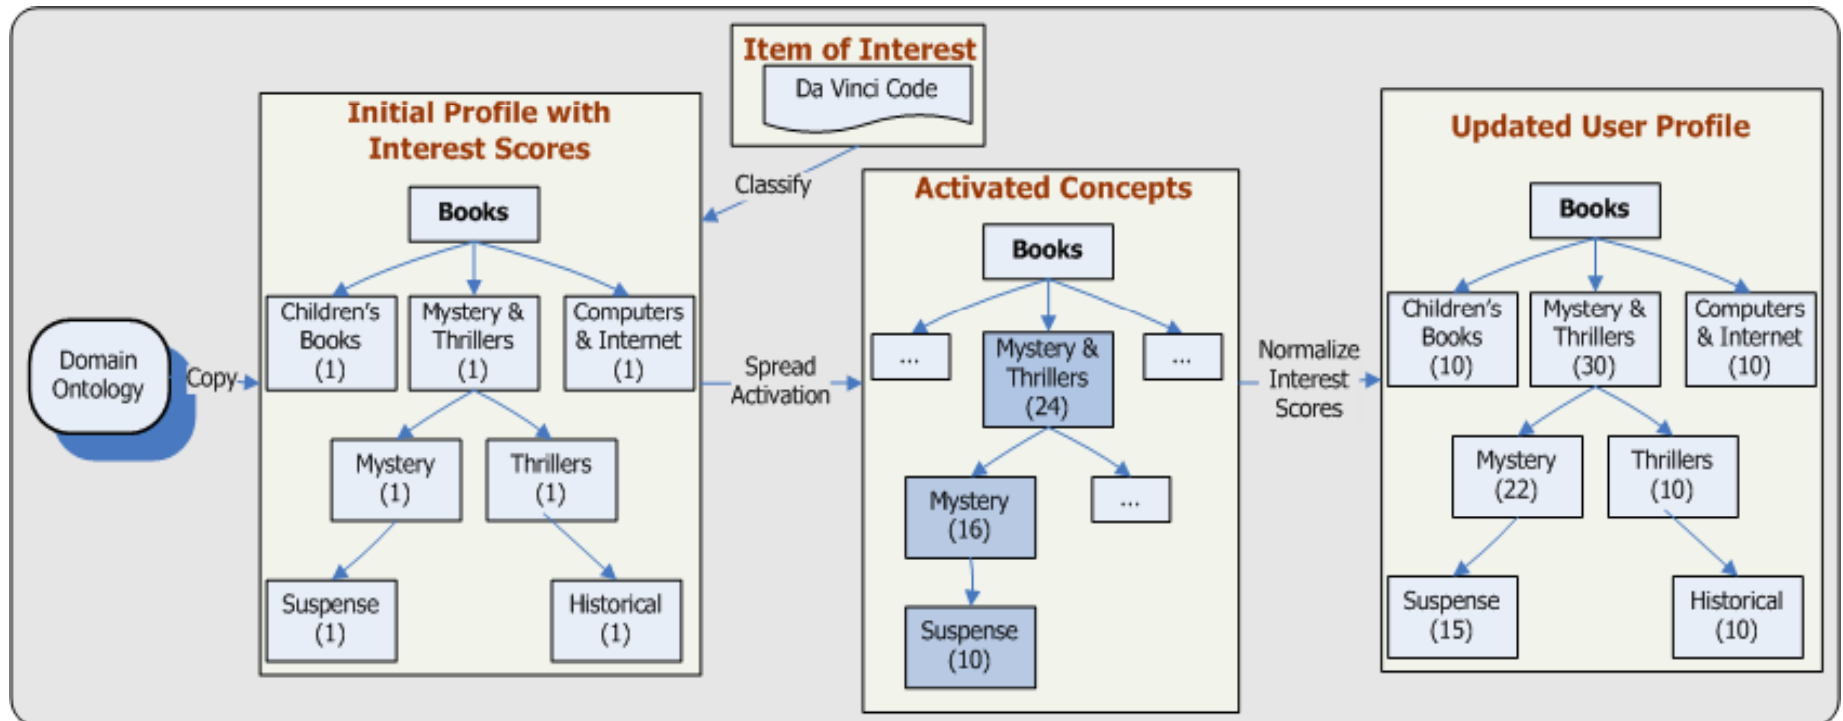 Domain
Ontology
Copy
Initial Profile with
Interest Scores
Books
Children's
Books
(1)
Mystery &
Thrillers
(1)
Computers
& Internet
(1)
Mystery
(1)
Thrillers
(1)
Suspense
(1)
Historical
(1)
Item of Interest
Da Vinci Code
Classify
Spread
Activation
Activated Concepts
Books
...
Mystery &
Thrillers
(24)
...
Mystery
(16)
...
Suspense
(10)
Normalize
Interest
Scores
Updated User Profile
Books
Children's
Books
(10)
Mystery &
Thrillers
(30)
Computers
& Internet
(10)
Mystery
(22)
Thrillers
(10)
Suspense
(15)
Historical
(10)